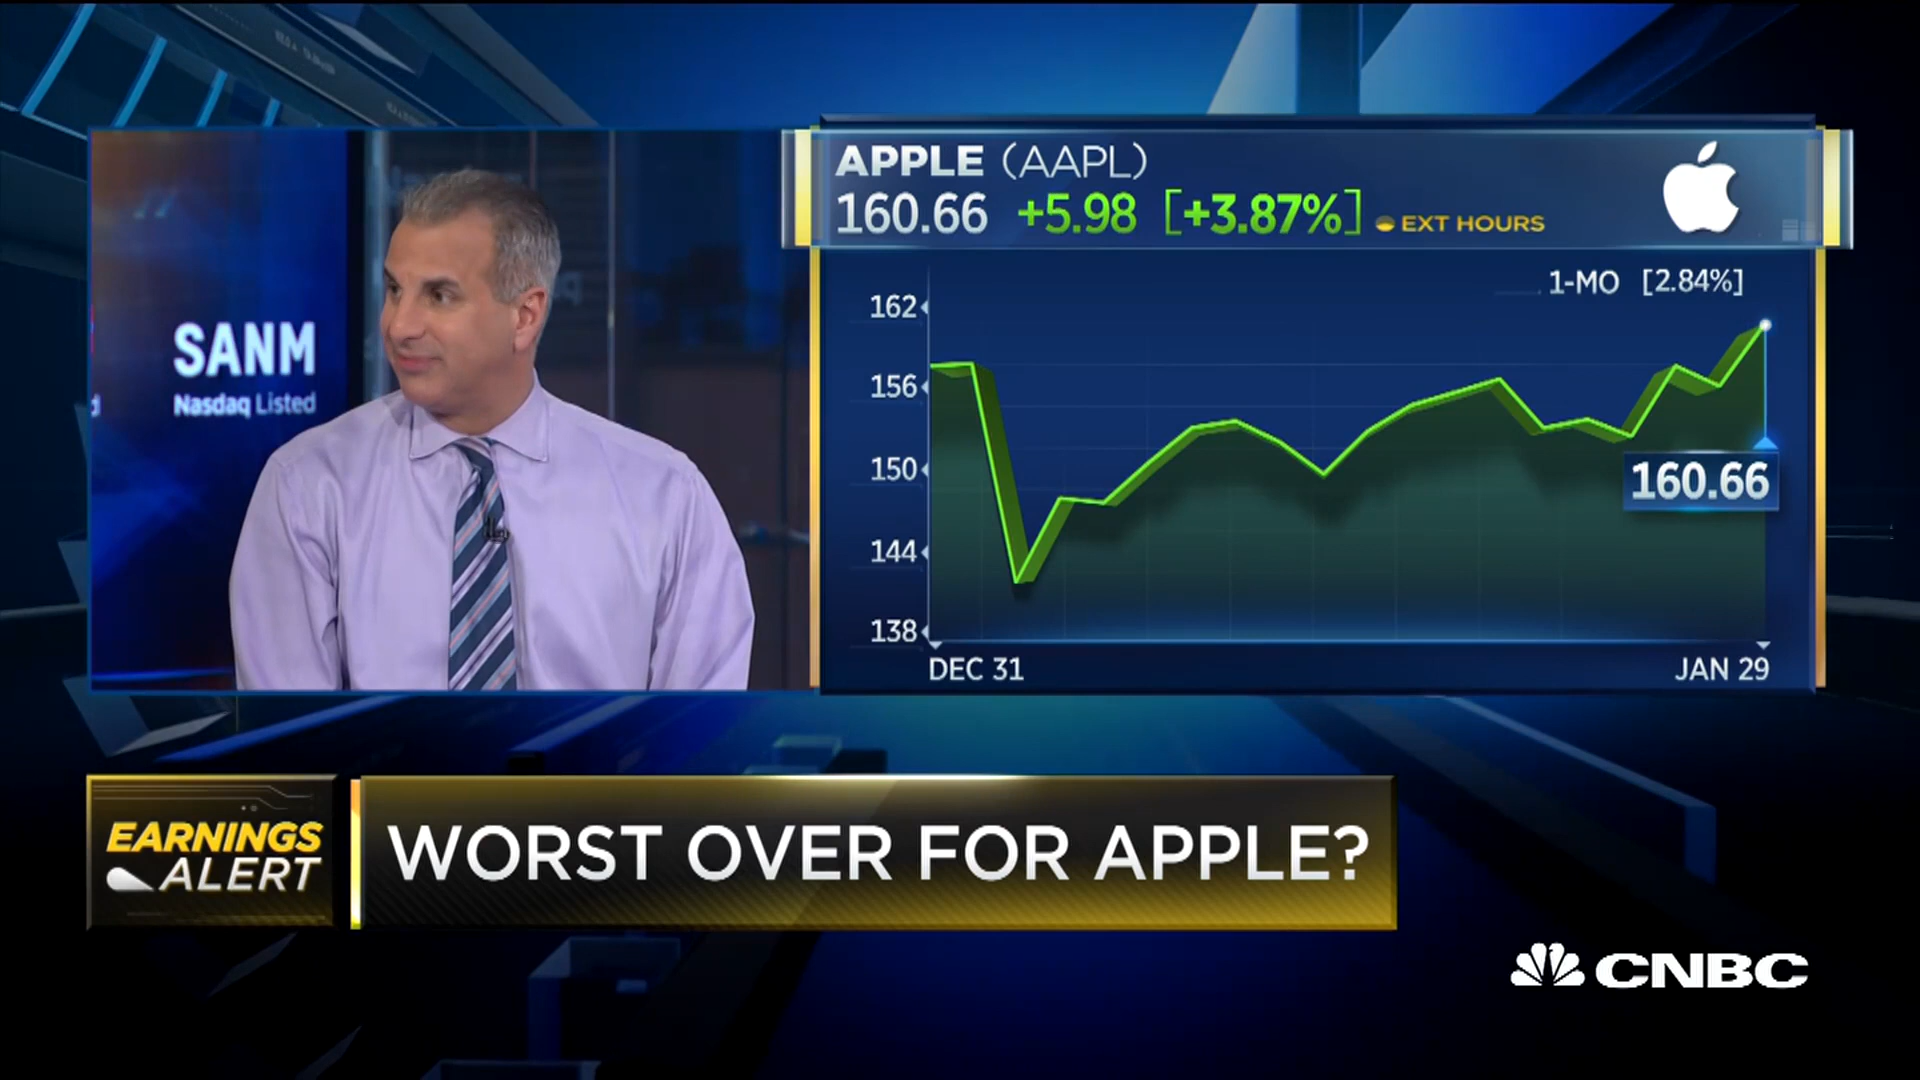 SANM
Nasdaq Listed
APPLE (AAPL)
160.66 +5.98 [+3.87%] EXT HOURS
1-MO [2.84%]
162
156
150
144
138
160.66
DEC 31
JAN 29
EARNINGS
ALERT
WORST OVER FOR APPLE?
CNBC